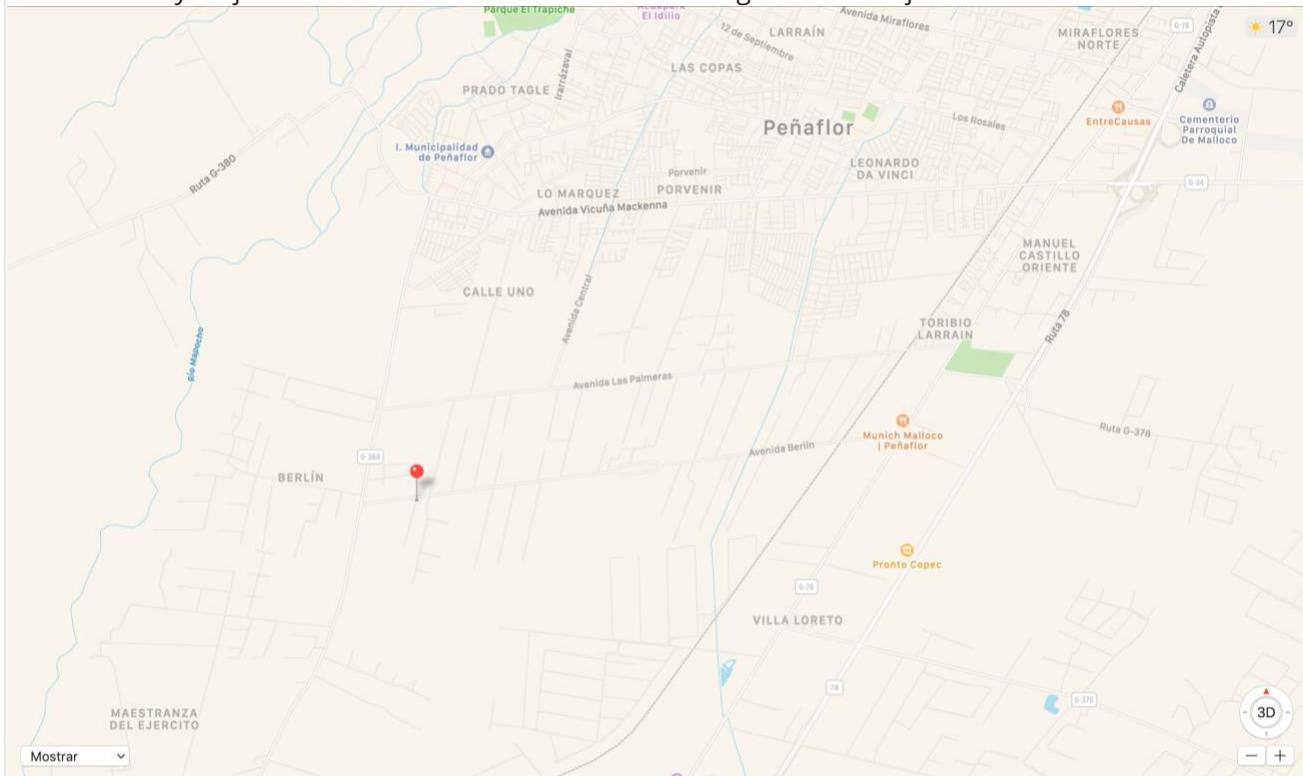 Parque El Trapiche
El Idilio
Avenida Miraflores
G-78
17°
12 de Septiembre
LARRAÍN
MIRAFLORES
NORTE
Caletera Autopista
Irarrázaval
LAS COPAS
PRADO TAGLE
EntreCausas
Cementerio
Parroquial
De Malloco
Los Rosales
Peñaflor
I. Municipalidad
de Peñaflor
Ruta G-380
LEONARDO
DA VINCI
Porvenir
LO MARQUEZ
PORVENIR
G-34
Avenida Vicuña Mackenna
MANUEL
CASTILLO
ORIENTE
CALLE UNO
Avenida Central
TORIBIO
LARRAIN
Ruta 78
Río Mapocho
Avenida Las Palmeras
Munich Malloco
| Peñaflor
Ruta G-378
Avenida Berlín
G-384
BERLÍN
Pronto Copec
G-78
VILLA LORETO
78
G-376
MAESTRANZA
DEL EJERCITO
3D
Mostrar